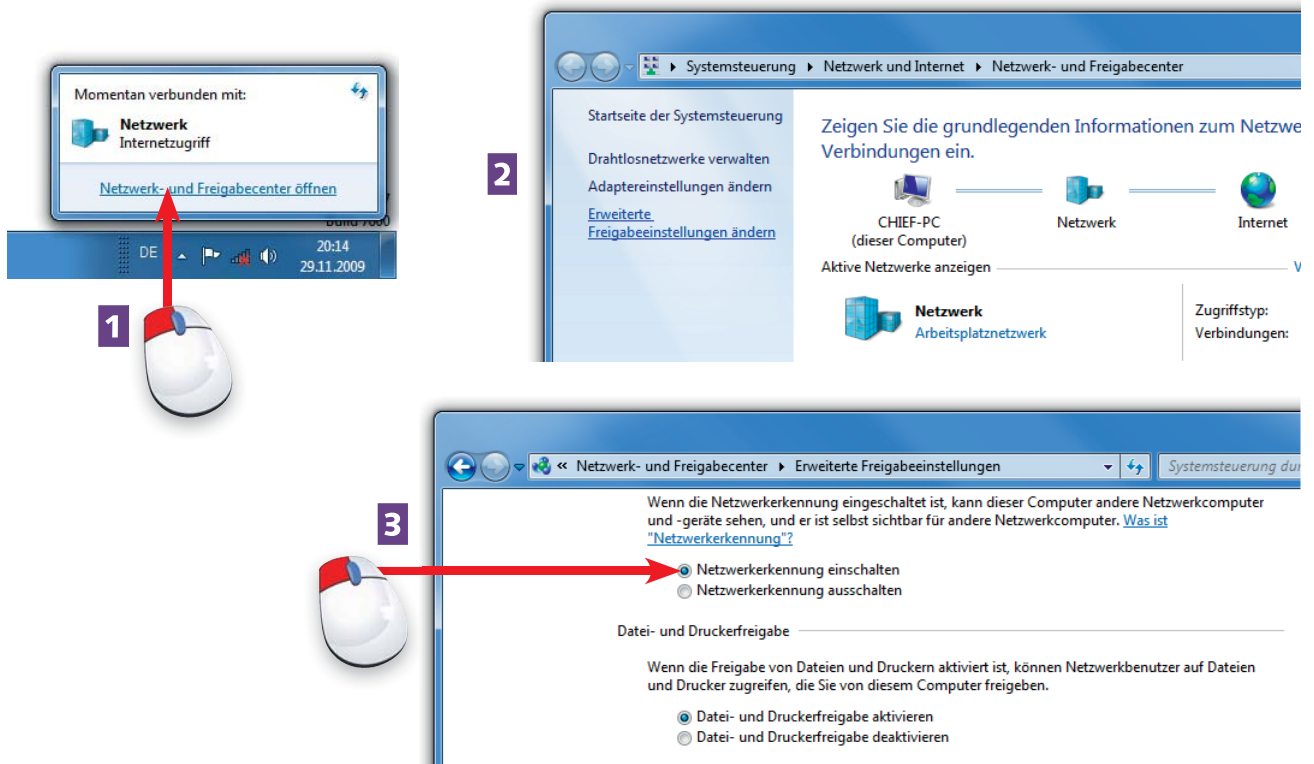 Momentan verbunden mit:
Netzwerk
Internetzugriff
Netzwerk- und Freigabecenter öffnen
Build 7600
DE
20:14
29.11.2009
1
2
Systemsteuerung
Netzwerk und Internet
Netzwerk- und Freigabecenter
Startseite der Systemsteuerung
Drahtlosnetzwerke verwalten
Adaptereinstellungen ändern
Erweiterte
Freigabeeinstellungen ändern
Zeigen Sie die grundlegenden Informationen zum Netzwe
Verbindungen ein.
CHIEF-PC
(dieser Computer)
Netzwerk
Internet
Aktive Netzwerke anzeigen
V
Netzwerk
Arbeitsplatznetzwerk
Zugriffstyp:
Verbindungen:
3
« Netzwerk- und Freigabecenter
Erweiterte Freigabeeinstellungen
Systemsteuerung dur
Wenn die Netzwerkerkennung eingeschaltet ist, kann dieser Computer andere Netzwerkcomputer
und -geräte sehen, und er ist selbst sichtbar für andere Netzwerkcomputer. Was ist
"Netzwerkerkennung"?
Netzwerkerkennung einschalten
Netzwerkerkennung ausschalten
Datei- und Druckerfreigabe
Wenn die Freigabe von Dateien und Druckern aktiviert ist, können Netzwerkbenutzer auf Dateien
und Drucker zugreifen, die Sie von diesem Computer freigeben.
Datei- und Druckerfreigabe aktivieren
Datei- und Druckerfreigabe deaktivieren